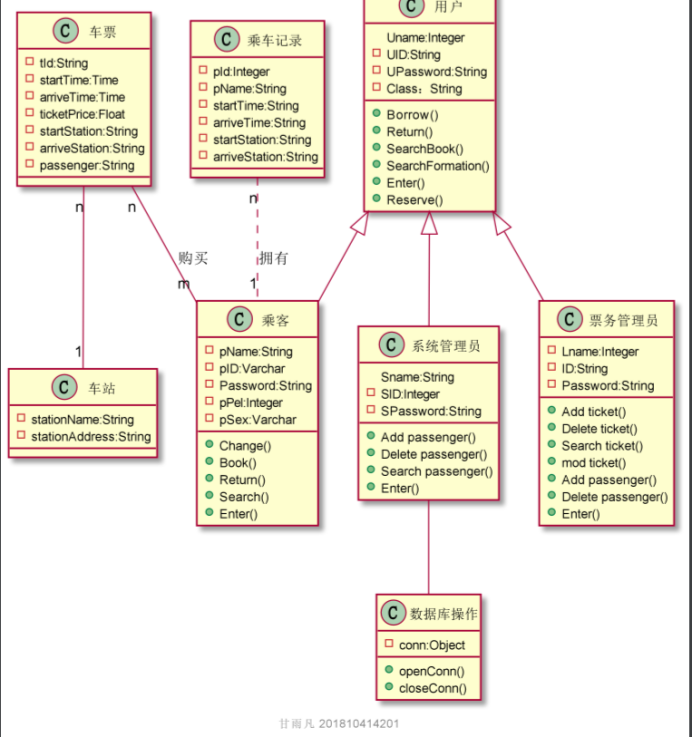 C 车票
tId:String
startTime:Time
arriveTime:Time
ticketPrice:Float
startStation:String
arriveStation:String
passenger:String
C 乘车记录
pId:Integer
pName:String
startTime:String
arriveTime:String
startStation:String
arriveStation:String
C 用户
Uname:Integer
UID:String
UPassword:String
Class：String
Borrow()
Return()
SearchBook()
SearchFormation()
Enter()
Reserve()
n
n
n
购买
拥有
m
1
1
C 车站
stationName:String
stationAddress:String
C 乘客
pName:String
pID:Varchar
Password:String
pPel:Integer
pSex:Varchar
Change()
Book()
Return()
Search()
Enter()
C 系统管理员
Sname:String
SID:Integer
SPassword:String
Add passenger()
Delete passenger()
Search passenger()
Enter()
C 票务管理员
Lname:Integer
ID:String
Password:String
Add ticket()
Delete ticket()
Search ticket()
mod ticket()
Add passenger()
Delete passenger()
Enter()
C 数据库操作
conn:Object
openConn()
closeConn()
甘雨凡 201810414201